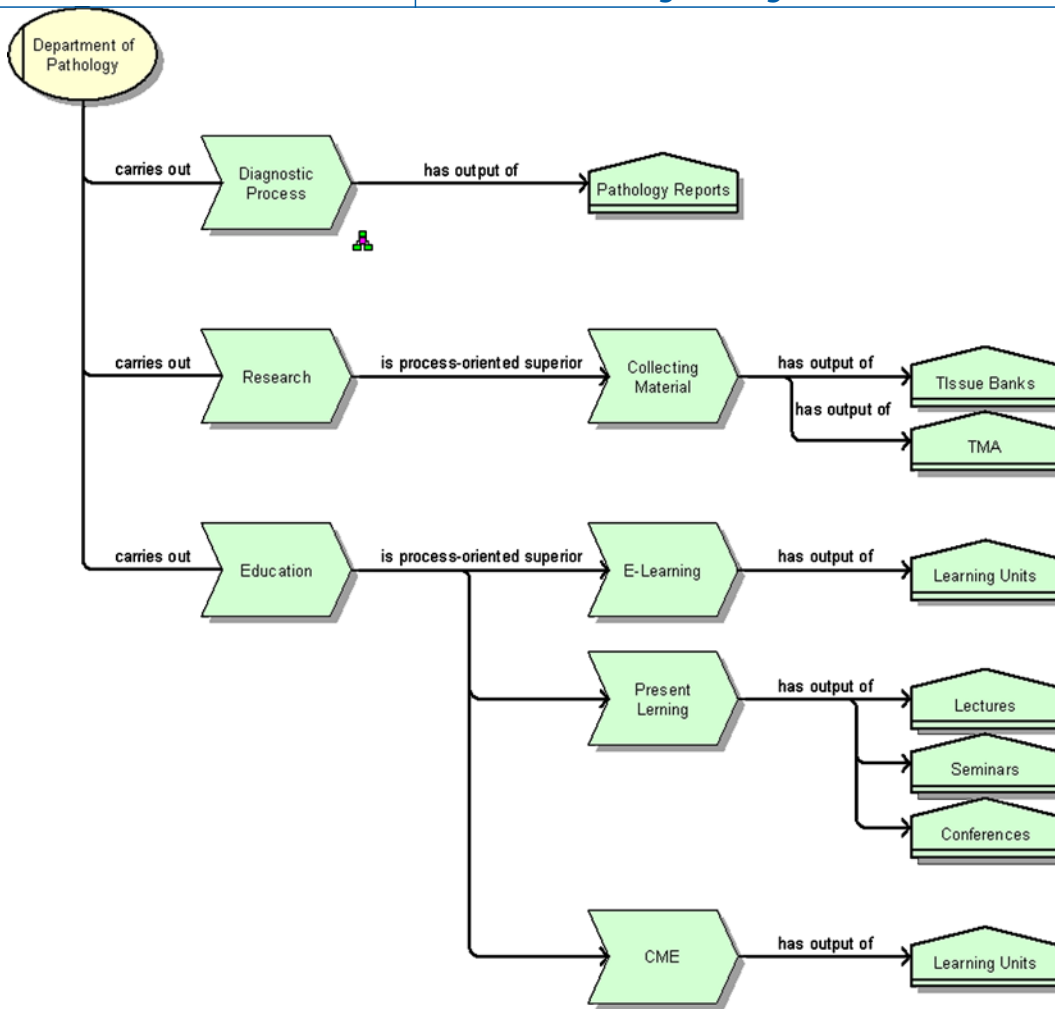 Department of
Pathology
carries out
Diagnostic
Process
has output of
Pathology Reports
carries out
Research
is process-oriented superior
Collecting
Material
has output of
TIssue Banks
has output of
TMA
carries out
Education
is process-oriented superior
E-Learning
has output of
Learning Units
Present
Lerning
has output of
Lectures
Seminars
Conferences
CME
has output of
Learning Units